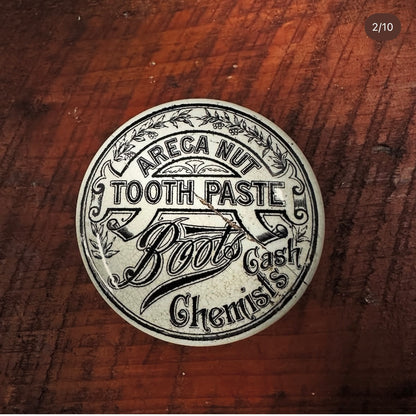 2/10
ARECA NUT
TOOTH PASTE
Boots
Cash
Chemists